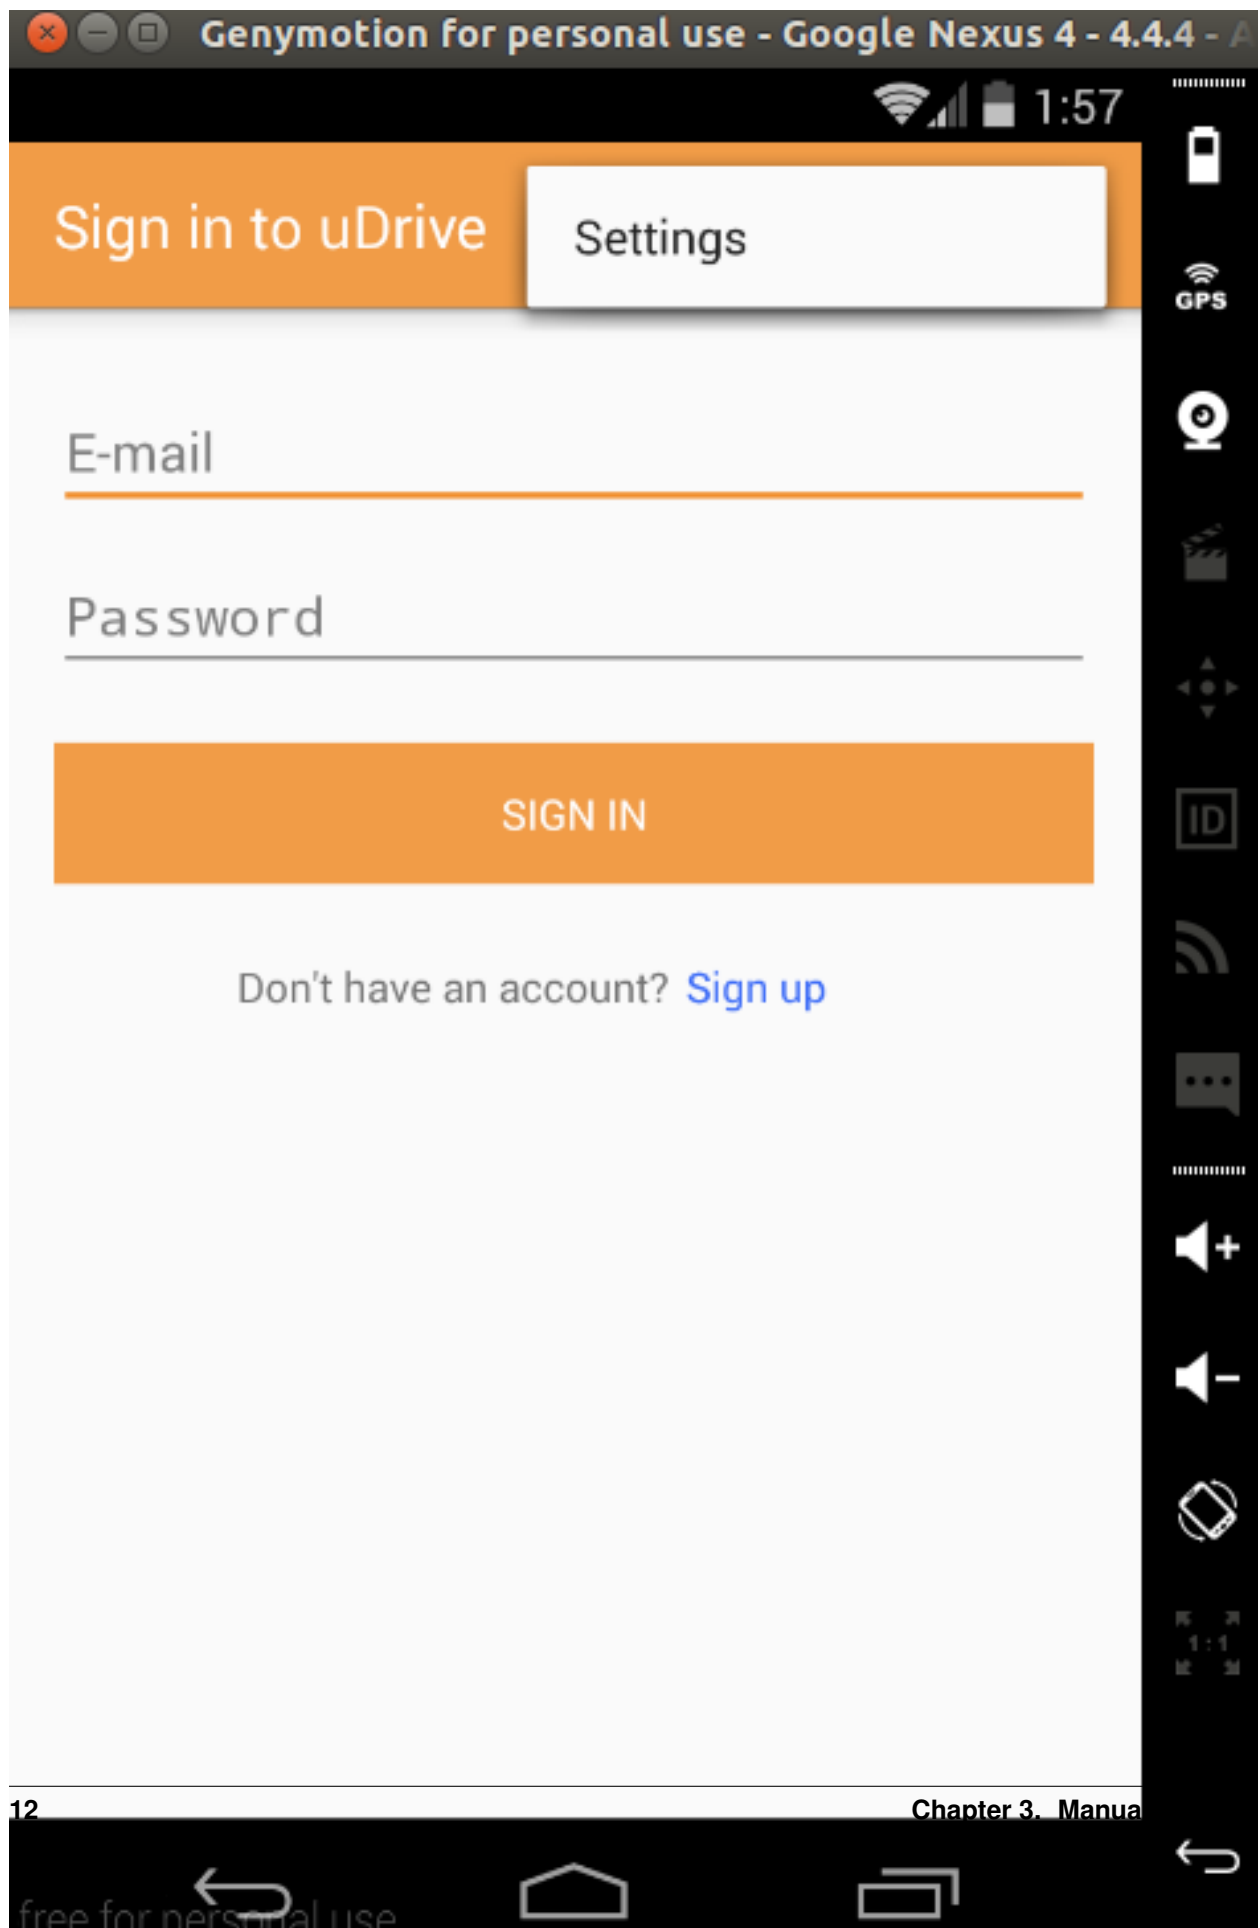 Genymotion for personal use - Google Nexus 4 - 4.4.4 - A
1:57
Sign in to uDrive
Settings
GPS
E-mail
Password
ID
SIGN IN
Don't have an account? Sign up
1:1
12 Chapter 3. Manua
free for personal use